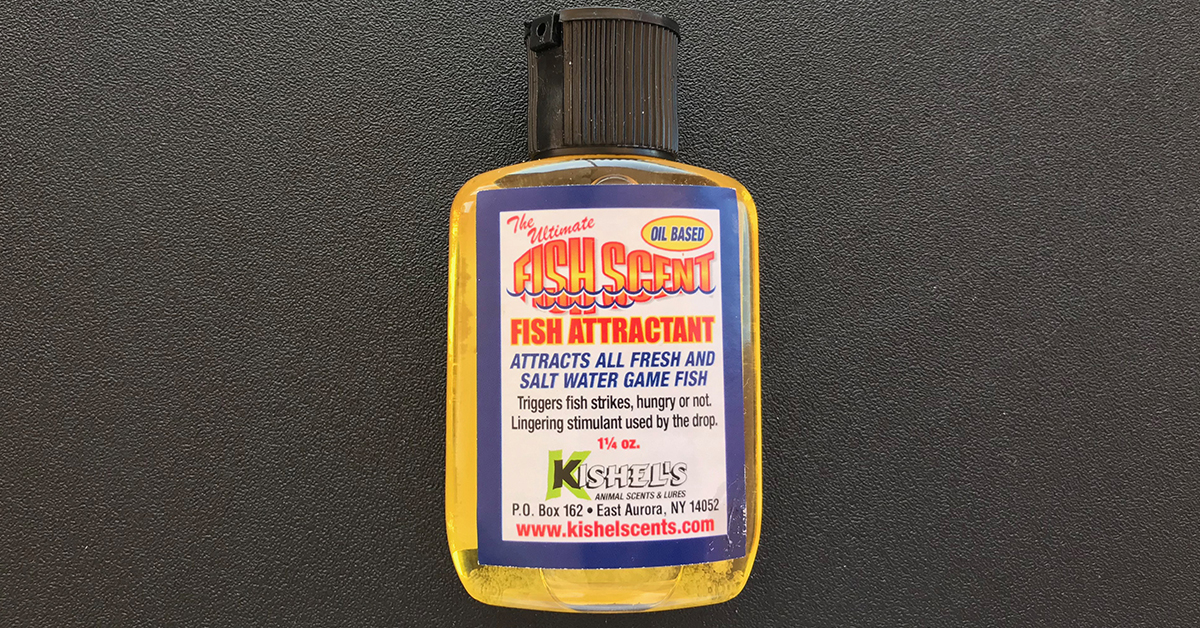 The
Ultimate
OIL BASED
FISH SCENT
FISH ATTRACTANT
ATTRACTS ALL FRESH AND
SALT WATER GAME FISH
Triggers fish strikes, hungry or not.
Lingering stimulant used by the drop.
1¼ oz.
KISHEL'S
ANIMAL SCENTS & LURES
P.O. Box 162 • East Aurora, NY 14052
www.kishelscents.com